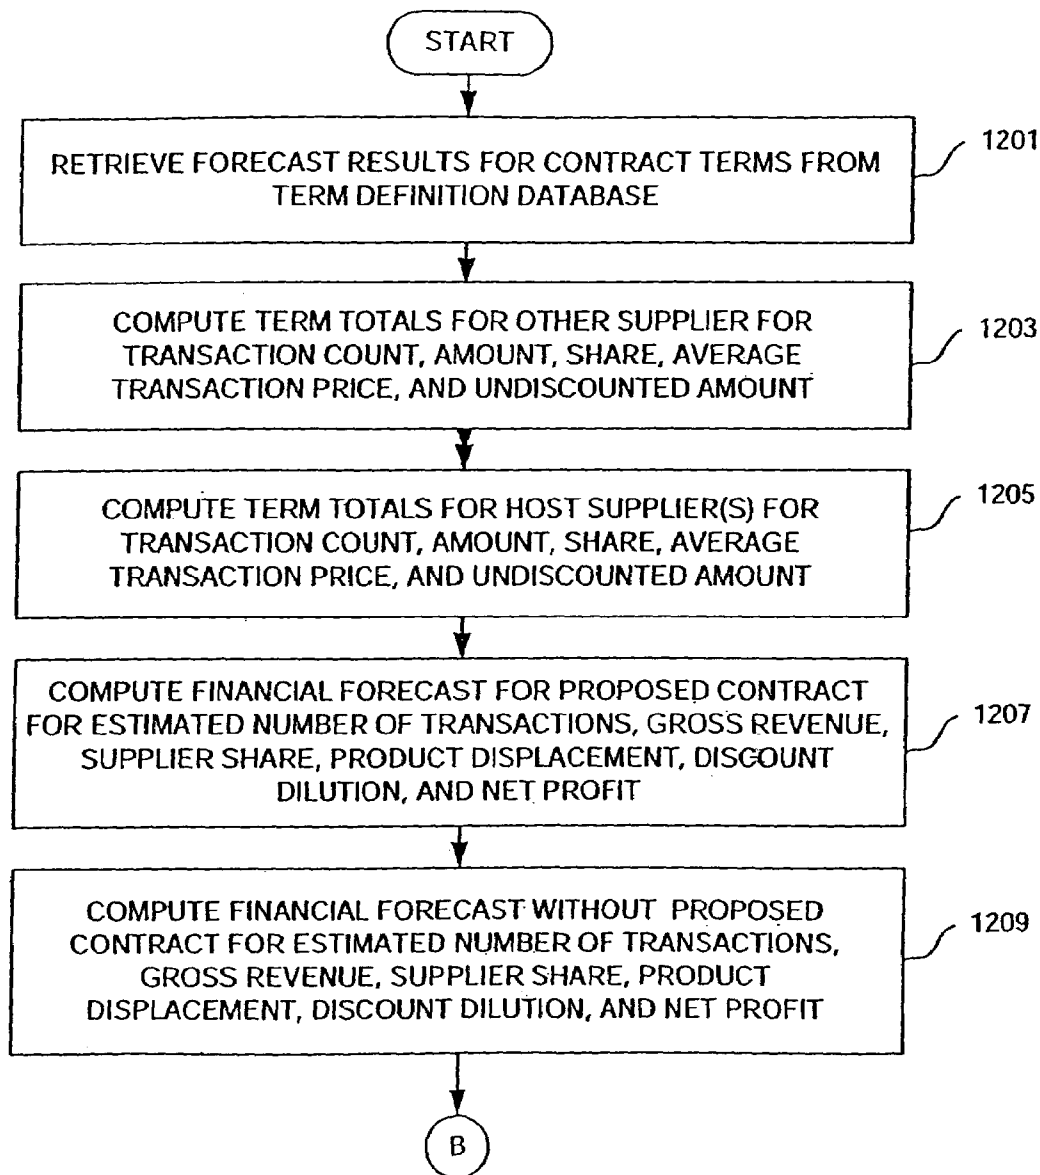 START
RETRIEVE FORECAST RESULTS FOR CONTRACT TERMS FROM
TERM DEFINITION DATABASE
1201
COMPUTE TERM TOTALS FOR OTHER SUPPLIER FOR
TRANSACTION COUNT, AMOUNT, SHARE, AVERAGE
TRANSACTION PRICE, AND UNDISCOUNTED AMOUNT
1203
COMPUTE TERM TOTALS FOR HOST SUPPLIER(S) FOR
TRANSACTION COUNT, AMOUNT, SHARE, AVERAGE
TRANSACTION PRICE, AND UNDISCOUNTED AMOUNT
1205
COMPUTE FINANCIAL FORECAST FOR PROPOSED CONTRACT
FOR ESTIMATED NUMBER OF TRANSACTIONS, GROSS REVENUE,
SUPPLIER SHARE, PRODUCT DISPLACEMENT, DISCOUNT
DILUTION, AND NET PROFIT
1207
COMPUTE FINANCIAL FORECAST WITHOUT PROPOSED
CONTRACT FOR ESTIMATED NUMBER OF TRANSACTIONS,
GROSS REVENUE, SUPPLIER SHARE, PRODUCT
DISPLACEMENT, DISCOUNT DILUTION, AND NET PROFIT
1209
B